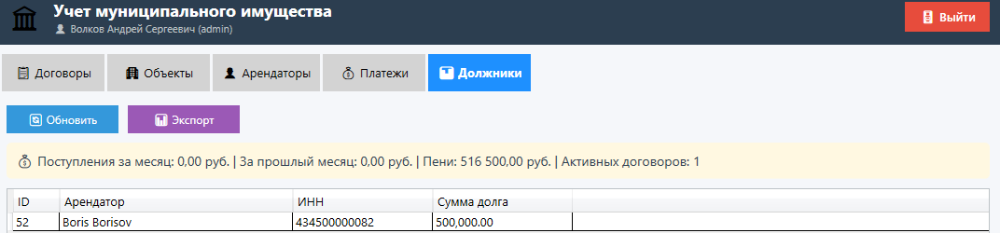 Учет муниципального имущества
Волков Андрей Сергеевич (admin)
Выйти
Договоры Объекты Арендаторы Платежи Должники
Обновить Экспорт
Поступления за месяц: 0,00 руб. | За прошлый месяц: 0,00 руб. | Пени: 516 500,00 руб. | Активных договоров: 1
ID Арендатор ИНН Сумма долга
52 Boris Borisov 434500000082 500,000.00